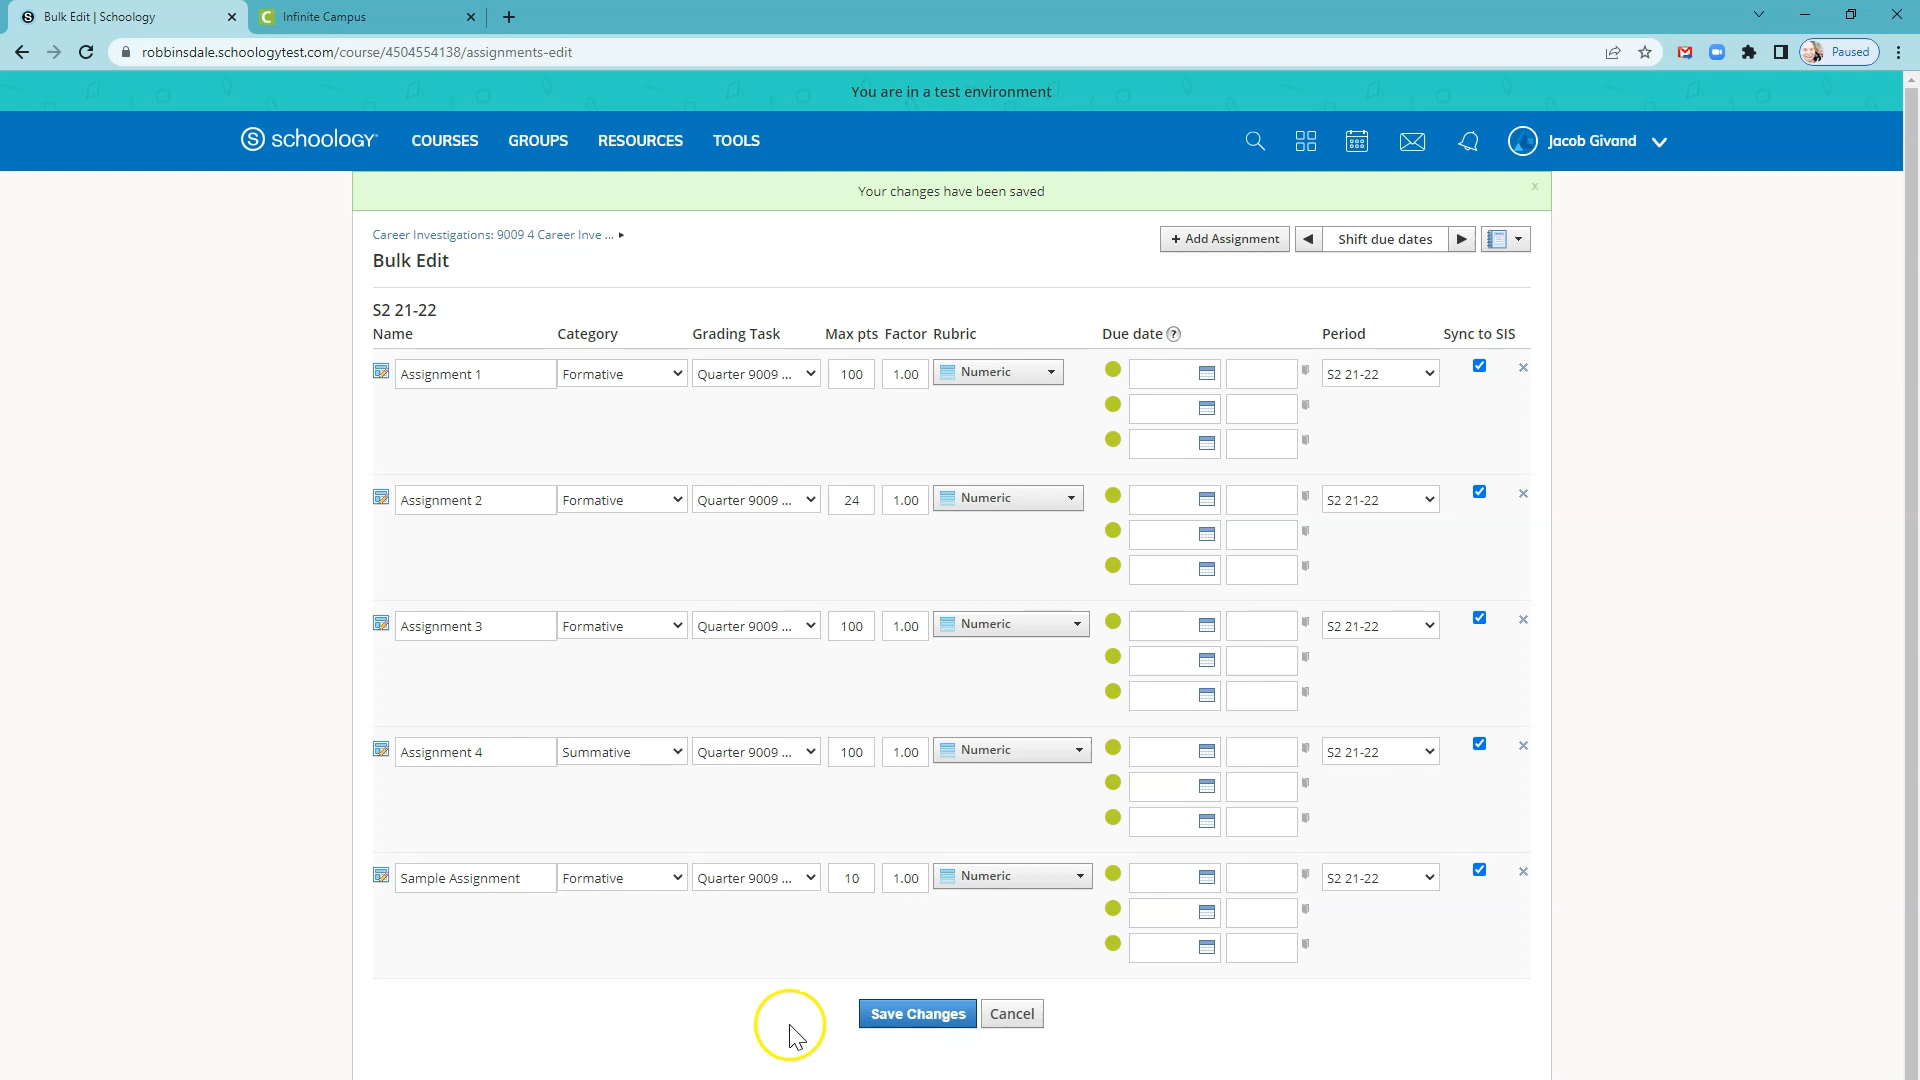 Bulk Edit | Schoology
Infinite Campus
robbinsdale.schoologytest.com/course/4504554138/assignments-edit
Paused
You are in a test environment
schoology COURSES GROUPS RESOURCES TOOLS Jacob Givand
Your changes have been saved x
Career Investigations: 9009 4 Career Inve ...
Bulk Edit
+ Add Assignment
Shift due dates
S2 21-22
Name Category Grading Task Max pts Factor Rubric Due date ? Period Sync to SIS
Assignment 1 Formative Quarter 9009 ... 100 1.00 Numeric S2 21-22
Assignment 2 Formative Quarter 9009 ... 24 1.00 Numeric S2 21-22
Assignment 3 Formative Quarter 9009 ... 100 1.00 Numeric S2 21-22
Assignment 4 Summative Quarter 9009 ... 100 1.00 Numeric S2 21-22
Sample Assignment Formative Quarter 9009 ... 10 1.00 Numeric S2 21-22
Save Changes Cancel